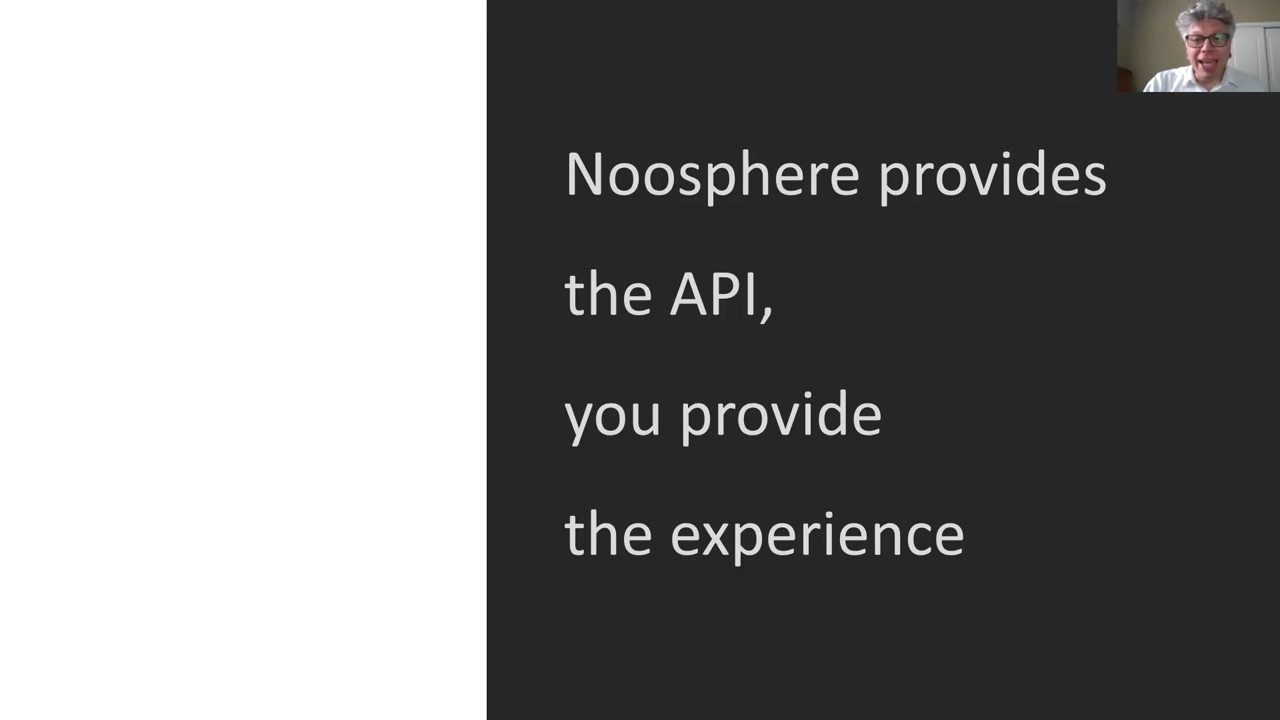 Noosphere provides
the API,
you provide
the experience